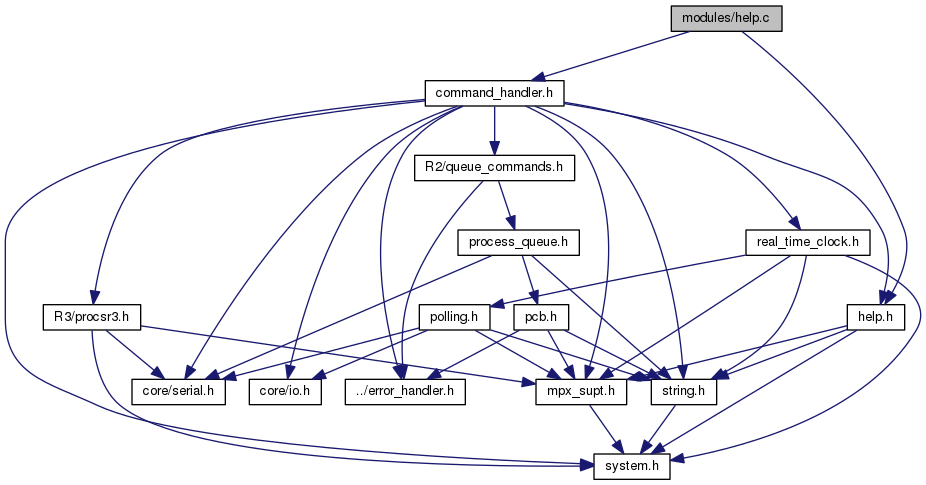 modules/help.c
command_handler.h
R2/queue_commands.h
process_queue.h
real_time_clock.h
R3/procsr3.h
polling.h
pcb.h
help.h
core/serial.h
core/io.h
../error_handler.h
mpx_supt.h
string.h
system.h